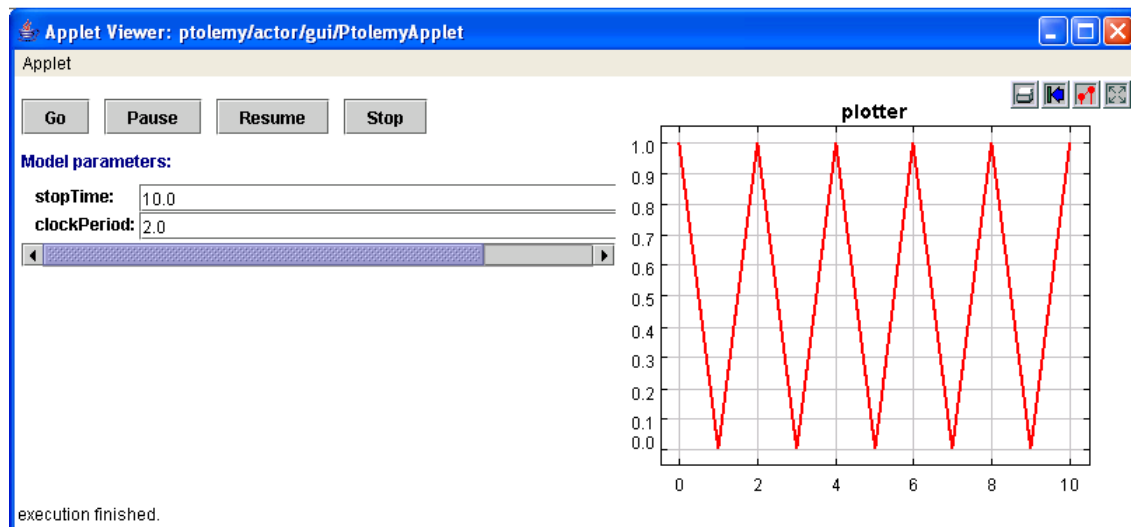 Applet Viewer: ptolemy/actor/gui/PtolemyApplet
Applet
Go Pause Resume Stop
Model parameters:
stopTime: 10.0
clockPeriod: 2.0
execution finished.
plotter
1.0
0.9
0.8
0.7
0.6
0.5
0.4
0.3
0.2
0.1
0.0
0 2 4 6 8 10